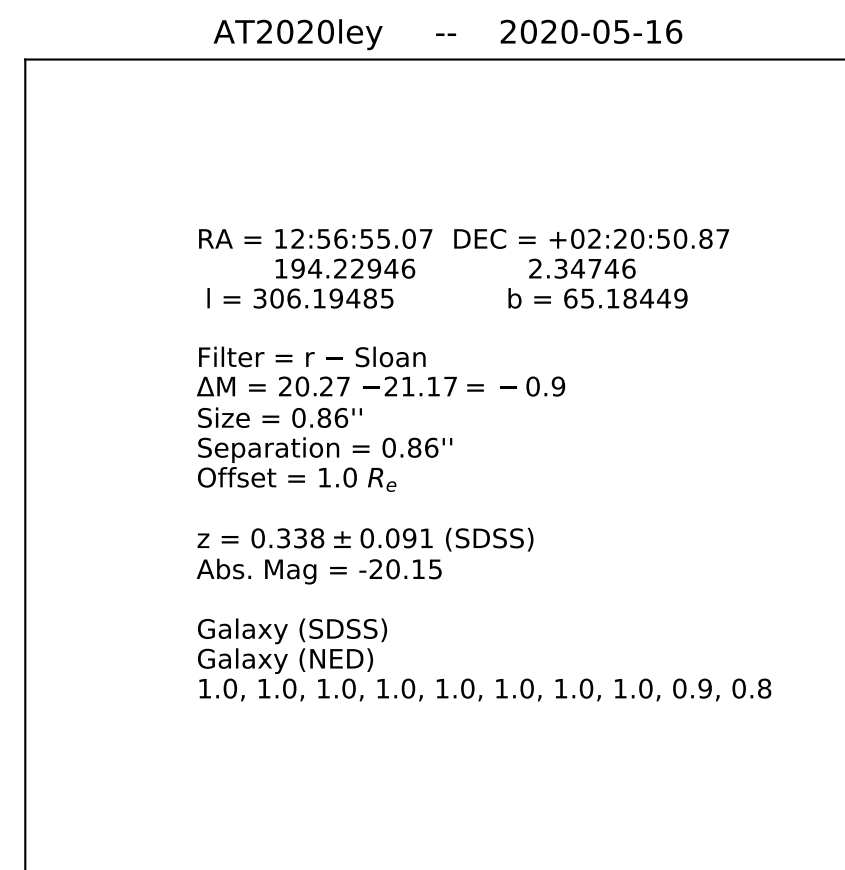 AT2020ley -- 2020-05-16
RA = 12:56:55.07 DEC = +02:20:50.87
194.22946 2.34746
l = 306.19485 b = 65.18449
Filter = r − Sloan
ΔM = 20.27 −21.17 = − 0.9
Size = 0.86''
Separation = 0.86''
Offset = 1.0 Rₑ
z = 0.338 ± 0.091 (SDSS)
Abs. Mag = -20.15
Galaxy (SDSS)
Galaxy (NED)
1.0, 1.0, 1.0, 1.0, 1.0, 1.0, 1.0, 1.0, 0.9, 0.8